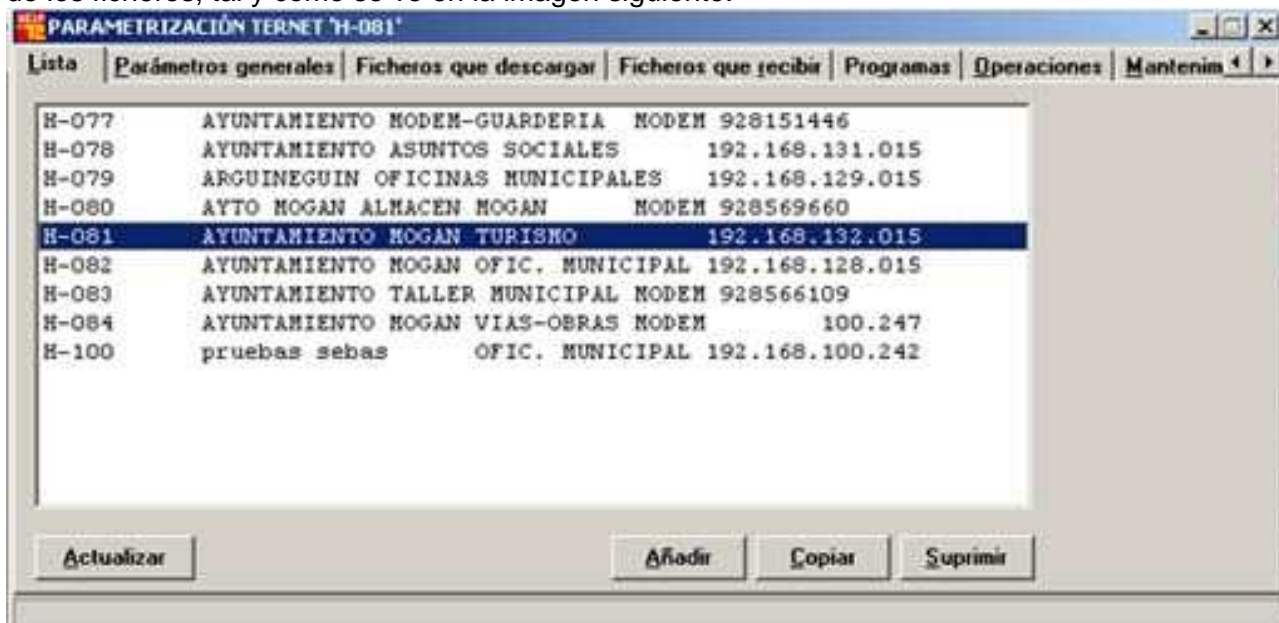 de los ficheros, tal y como se ve en la imagen siguiente:
PARAMETRIZACIÓN TERNET 'H-081'
Lista Parámetros generales Ficheros que descargar Ficheros que recibir Programas Operaciones Mantenim
H-077 AYUNTAMIENTO MODEM-GUARDERIA MODEM 928151446
H-078 AYUNTAMIENTO ASUNTOS SOCIALES 192.168.131.015
H-079 ARGUINEGUIN OFICINAS MUNICIPALES 192.168.129.015
H-080 AYTO MOGAN ALMACEN MOGAN MODEM 928569660
H-081 AYUNTAMIENTO MOGAN TURISMO 192.168.132.015
H-082 AYUNTAMIENTO MOGAN OFIC. MUNICIPAL 192.168.128.015
H-083 AYUNTAMIENTO TALLER MUNICIPAL MODEM 928566109
H-084 AYUNTAMIENTO MOGAN VIAS-OBRAS MODEM 100.247
H-100 pruebas sebas OFIC. MUNICIPAL 192.168.100.242
Actualizar Añadir Copiar Suprimir